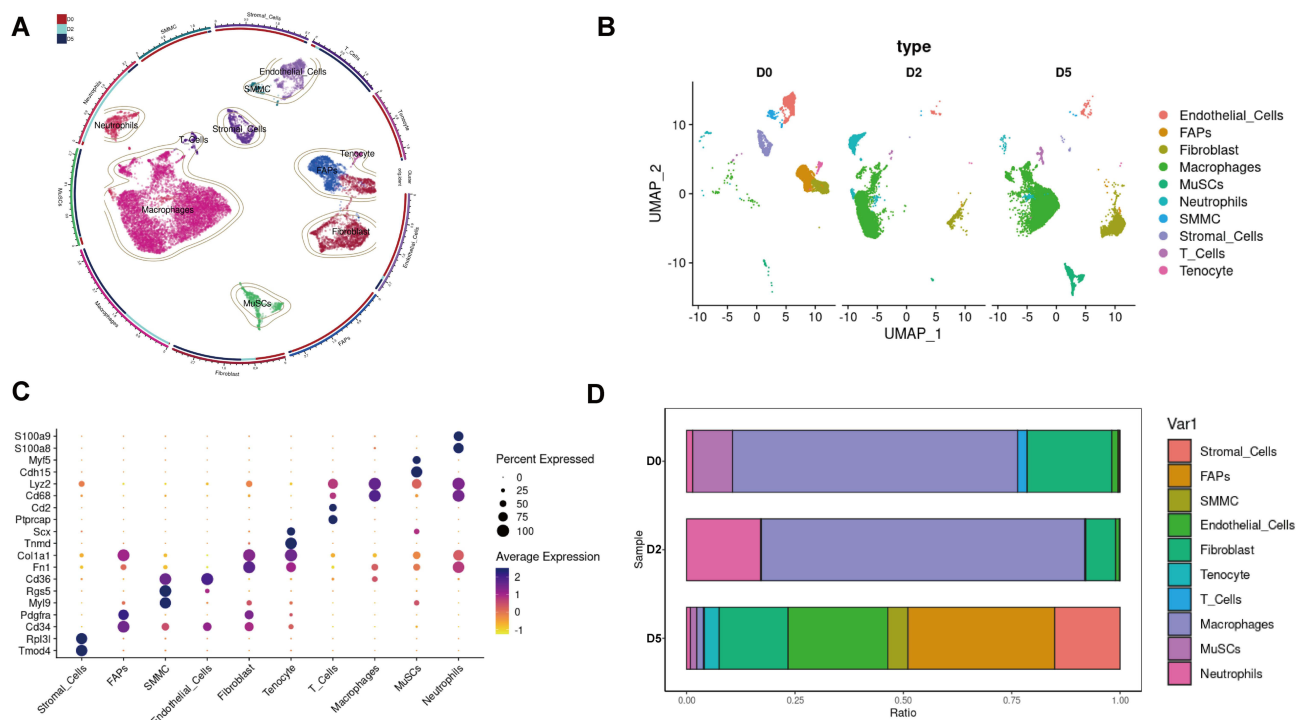 A
D0
D2
D5
Stromal_Cells
SMMC
T_Cells
Neutrophils
Tenocyte
MuSCs
Endothelial_Cells
Macrophages
FAPs
Fibroblast
Endothelial_Cells
SMMC
Neutrophils
Stromal_Cells
T_Cells
Tenocyte
FAPs
Macrophages
Fibroblast
MuSCs
B
type
D0
D2
D5
UMAP_2
10
0
-10
-10 -5 0 5 10 -10 -5 0 5 10 -10 -5 0 5 10
UMAP_1
Endothelial_Cells
FAPs
Fibroblast
Macrophages
MuSCs
Neutrophils
SMMC
Stromal_Cells
T_Cells
Tenocyte
C
S100a9
S100a8
Myf5
Cdh15
Lyz2
Cd68
Cd2
Ptprcap
Scx
Tnmd
Col1a1
Fn1
Cd36
Rgs5
Myl9
Pdgfra
Cd34
Rpl3l
Tmod4
Stromal_Cells
FAPs
SMMC
Endothelial_Cells
Fibroblast
Tenocyte
T_Cells
Macrophages
MuSCs
Neutrophils
Percent Expressed
0
25
50
75
100
Average Expression
2
1
0
-1
D
Sample
D0
D2
D5
0.00 0.25 0.50 0.75 1.00
Ratio
Var1
Stromal_Cells
FAPs
SMMC
Endothelial_Cells
Fibroblast
Tenocyte
T_Cells
Macrophages
MuSCs
Neutrophils